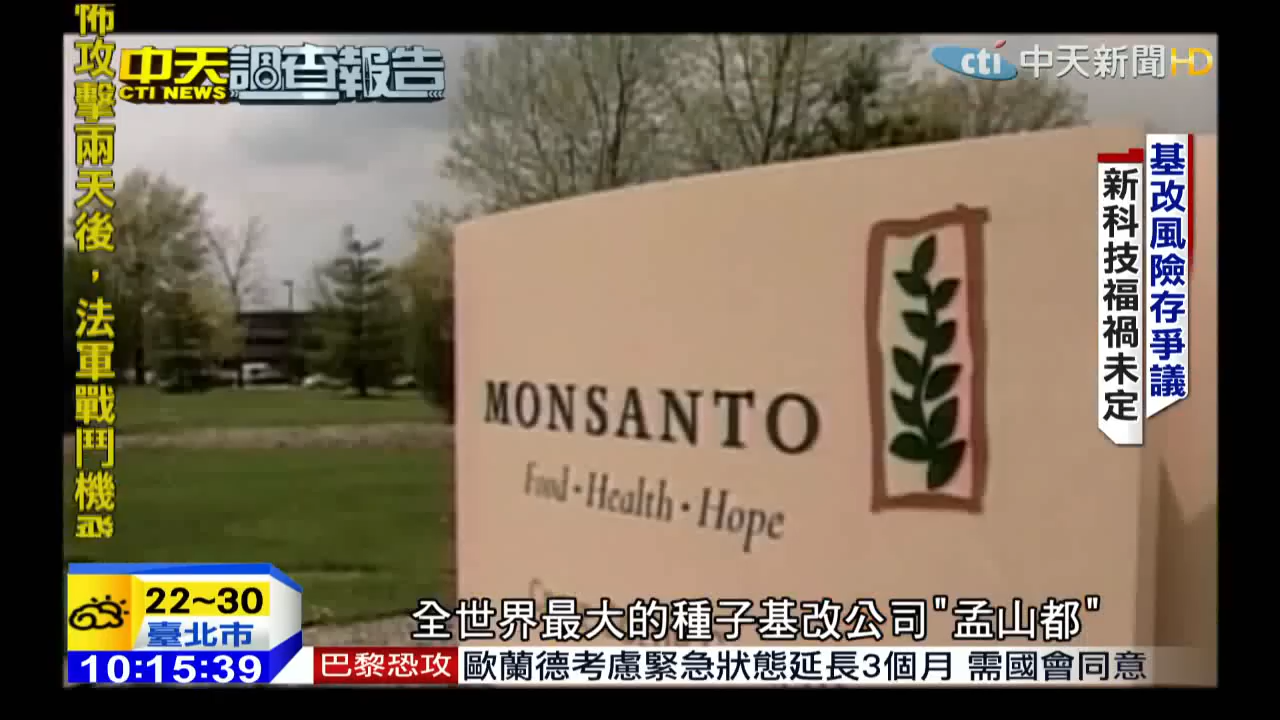 怖攻擊兩天後，法軍戰鬥機飛
中天調查報告
CTI NEWS
cti 中天新聞HD
基改風險存爭議
新科技福禍未定
MONSANTO
Food·Health·Hope
全世界最大的種子基改公司"孟山都"
22~30
臺北市
10:15:39
巴黎恐攻 歐蘭德考慮緊急狀態延長3個月 需國會同意